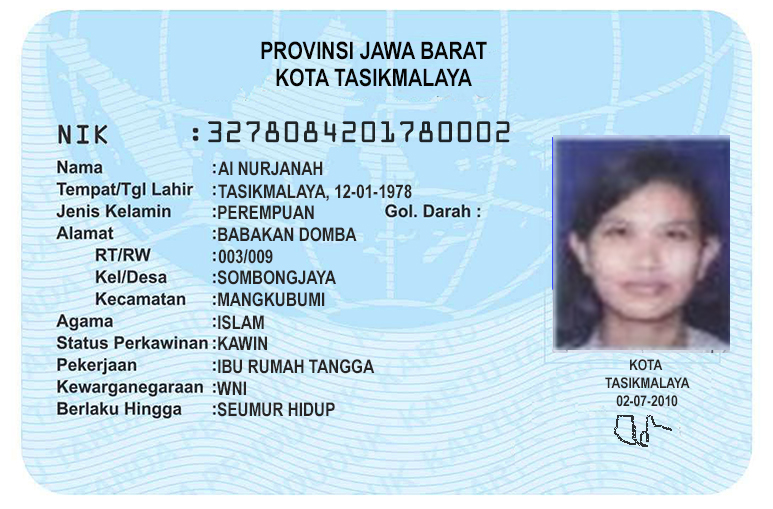 PROVINSI JAWA BARAT
KOTA TASIKMALAYA
NIK :3278084201780002
Nama :AI NURJANAH
Tempat/Tgl Lahir :TASIKMALAYA, 12-01-1978
Jenis Kelamin :PEREMPUAN Gol. Darah :
Alamat :BABAKAN DOMBA
RT/RW :003/009
Kel/Desa :SOMBONGJAYA
Kecamatan :MANGKUBUMI
Agama :ISLAM
Status Perkawinan :KAWIN
Pekerjaan :IBU RUMAH TANGGA
Kewarganegaraan :WNI
Berlaku Hingga :SEUMUR HIDUP
KOTA
TASIKMALAYA
02-07-2010